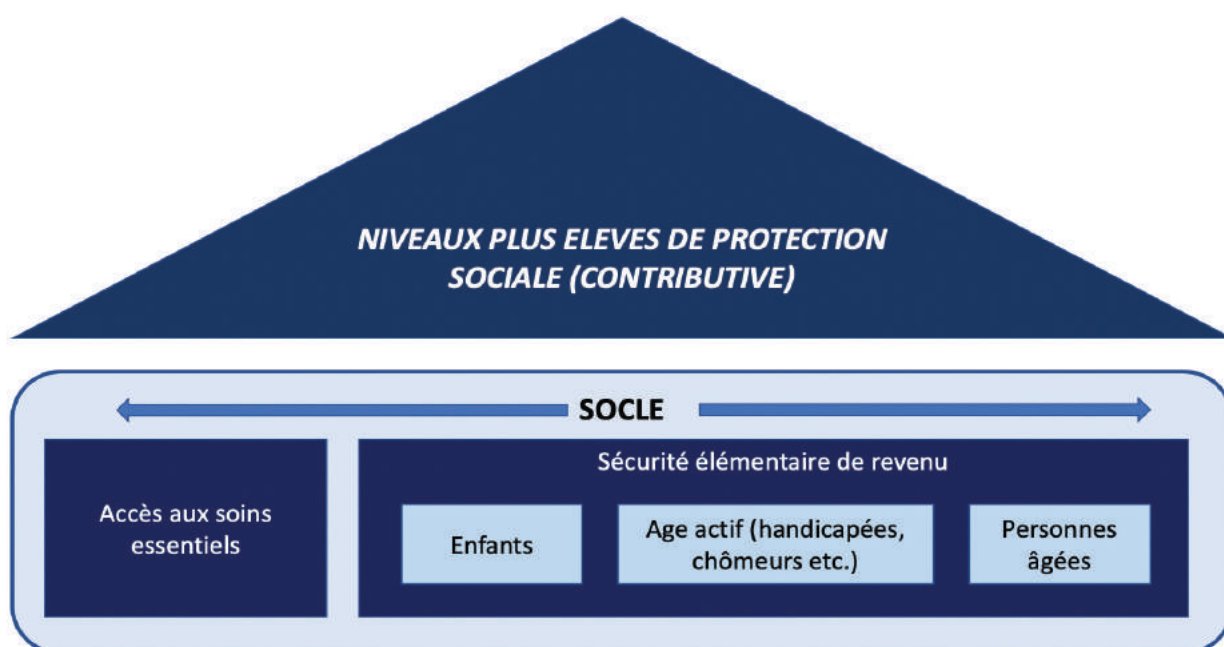 NIVEAUX PLUS ELEVES DE PROTECTION
SOCIALE (CONTRIBUTIVE)
SOCLE
Accès aux soins
essentiels
Sécurité élémentaire de revenu
Enfants
Age actif (handicapées,
chômeurs etc.)
Personnes
âgées